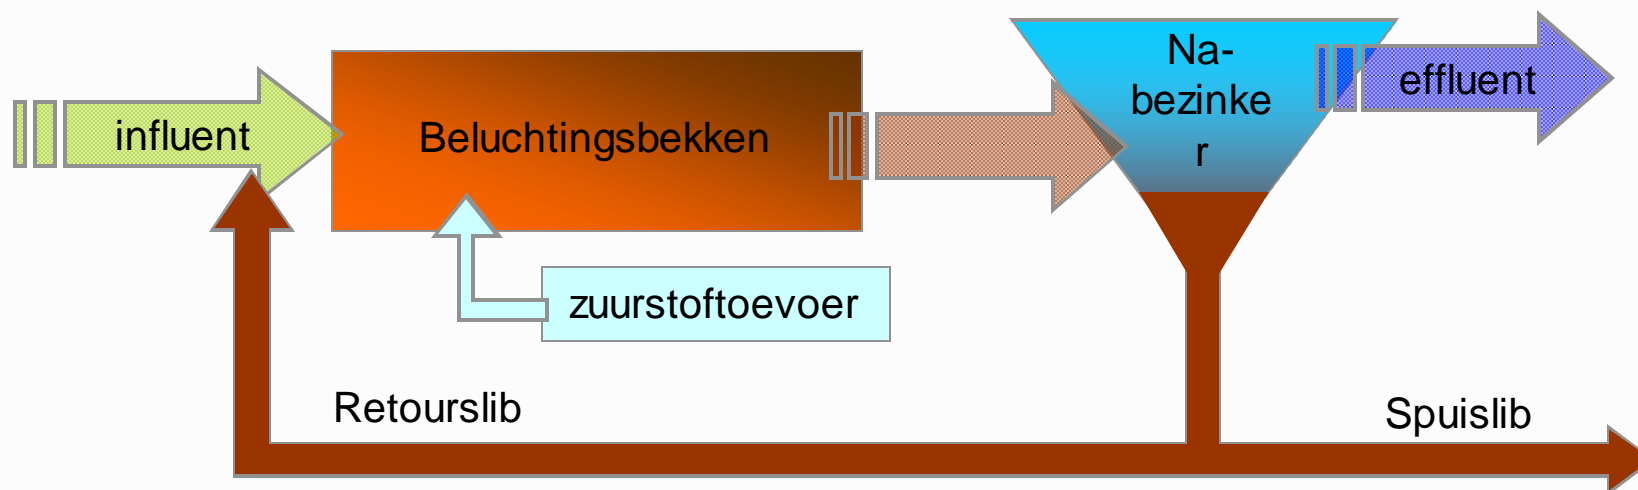 influent
Beluchtingsbekken
Na-
bezinke
r
effluent
zuurstoftoevoer
Retourslib
Spuislib